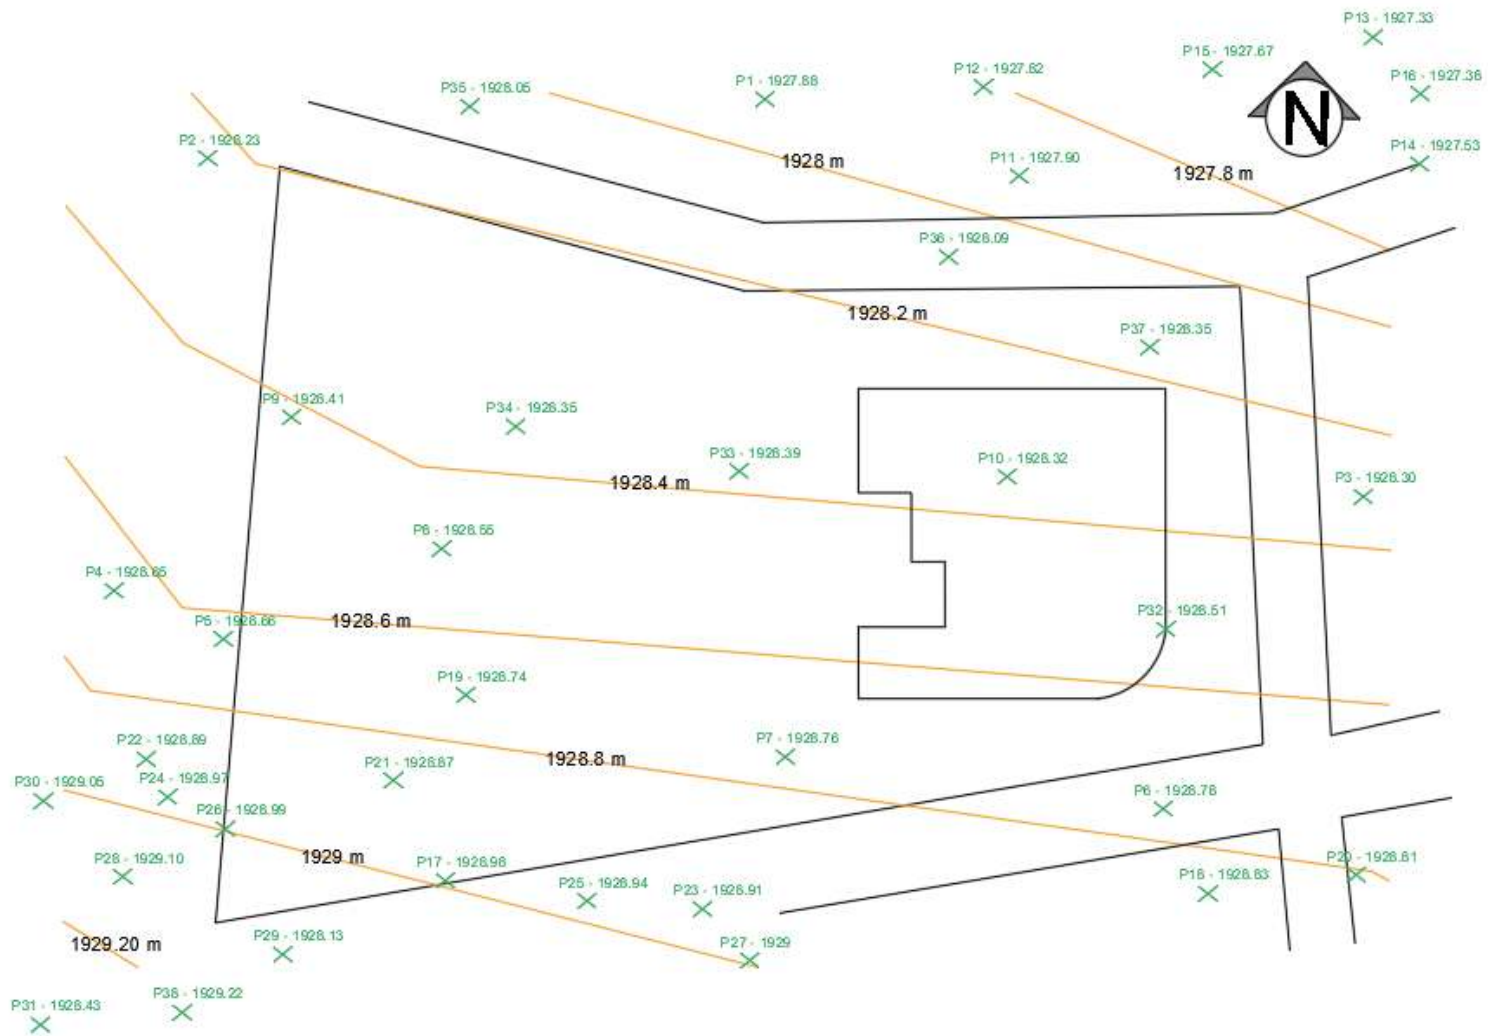 P13 - 1927.33
P15 - 1927.67
P35 - 1928.05
P1 - 1927.88
P12 - 1927.82
P16 - 1927.36
N
P2 - 1928.23
1928 m
P11 - 1927.90
P14 - 1927.53
1927.8 m
P36 - 1928.09
1928.2 m
P37 - 1928.35
P9 - 1928.41
P34 - 1928.35
P33 - 1928.39
P10 - 1928.32
1928.4 m
P3 - 1928.30
P8 - 1928.55
P4 - 1928.65
P5 - 1928.66
1928.6 m
P32 - 1928.51
P19 - 1928.74
P22 - 1928.89
P7 - 1928.76
1928.8 m
P30 - 1929.05
P24 - 1928.97
P21 - 1928.87
P6 - 1928.78
P26 - 1928.99
1929 m
P28 - 1929.10
P17 - 1928.98
P20 - 1928.81
P25 - 1928.94
P23 - 1928.91
P18 - 1928.83
1929.20 m
P29 - 1928.13
P27 - 1929
P31 - 1928.43
P38 - 1929.22